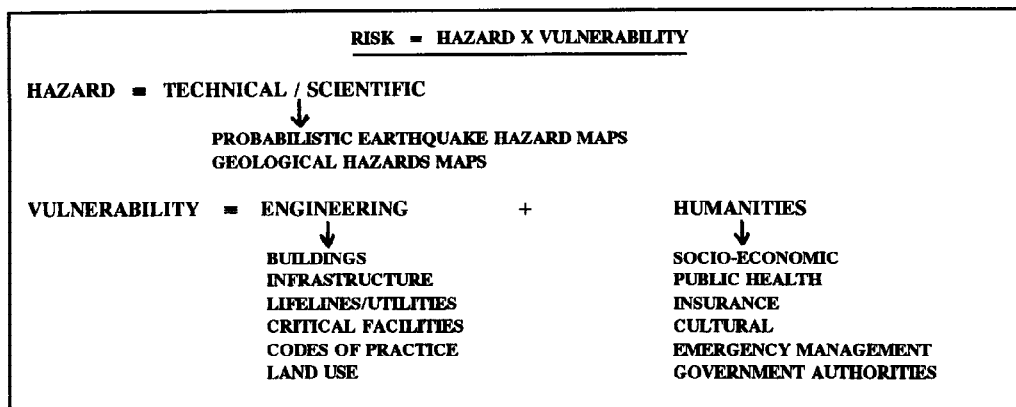 RISK = HAZARD X VULNERABILITY
HAZARD = TECHNICAL / SCIENTIFIC
PROBABILISTIC EARTHQUAKE HAZARD MAPS
GEOLOGICAL HAZARDS MAPS
VULNERABILITY = ENGINEERING + HUMANITIES
BUILDINGS SOCIO-ECONOMIC
INFRASTRUCTURE PUBLIC HEALTH
LIFELINES/UTILITIES INSURANCE
CRITICAL FACILITIES CULTURAL
CODES OF PRACTICE EMERGENCY MANAGEMENT
LAND USE GOVERNMENT AUTHORITIES